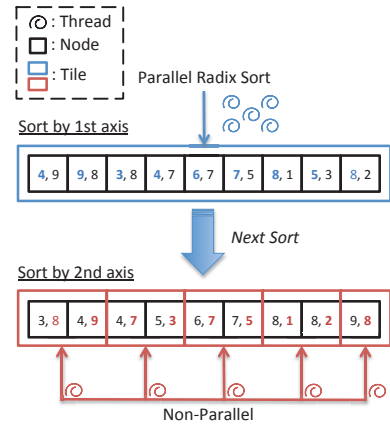 : Thread
: Node
: Tile
Parallel Radix Sort
Sort by 1st axis
4, 9 9, 8 3, 8 4, 7 6, 7 7, 5 8, 1 5, 3 8, 2
Next Sort
Sort by 2nd axis
3, 8 4, 9 4, 7 5, 3 6, 7 7, 5 8, 1 8, 2 9, 8
Non-Parallel